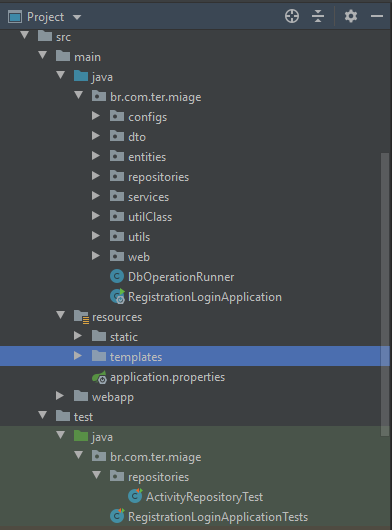 Project
src
main
java
br.com.ter.miage
configs
dto
entities
repositories
services
utilClass
utils
web
DbOperationRunner
RegistrationLoginApplication
resources
static
templates
application.properties
webapp
test
java
br.com.ter.miage
repositories
ActivityRepositoryTest
RegistrationLoginApplicationTests